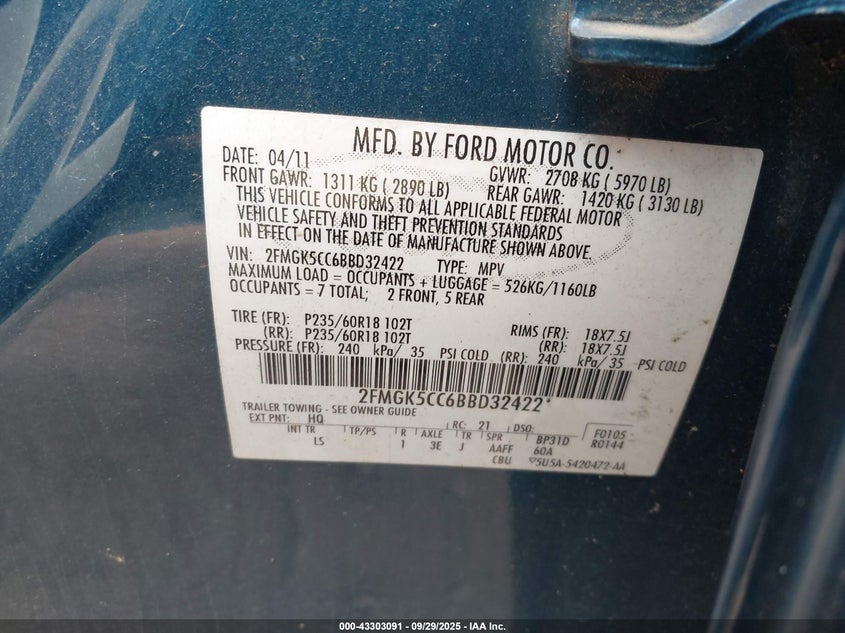 MFD. BY FORD MOTOR CO.
DATE: 04/11 GVWR: 2708 KG ( 5970 LB)
FRONT GAWR: 1311 KG ( 2890 LB) REAR GAWR: 1420 KG ( 3130 LB)
THIS VEHICLE CONFORMS TO ALL APPLICABLE FEDERAL MOTOR
VEHICLE SAFETY AND THEFT PREVENTION STANDARDS
IN EFFECT ON THE DATE OF MANUFACTURE SHOWN ABOVE.
VIN: 2FMGK5CC6BBD32422 TYPE: MPV
MAXIMUM LOAD = OCCUPANTS + LUGGAGE = 526KG/1160LB
OCCUPANTS = 7 TOTAL; 2 FRONT, 5 REAR
TIRE (FR): P235/60R18 102T RIMS (FR): 18X7.5J
(RR): P235/60R18 102T (RR): 18X7.5J
PRESSURE (FR): 240 kPa/ 35 PSI COLD (RR): 240 kPa/ 35 PSI COLD
2FMGK5CC6BBD32422*
TRAILER TOWING - SEE OWNER GUIDE
EXT PNT: HQ RC: 21 DSO: F0105
INT TR TP/PS R AXLE TR SPR BP31D R0144
LS 1 3E J AAFF 60A
CBU 95U5A-5420472-AA
000-43303091 - 09/29/2025 - IAA Inc.